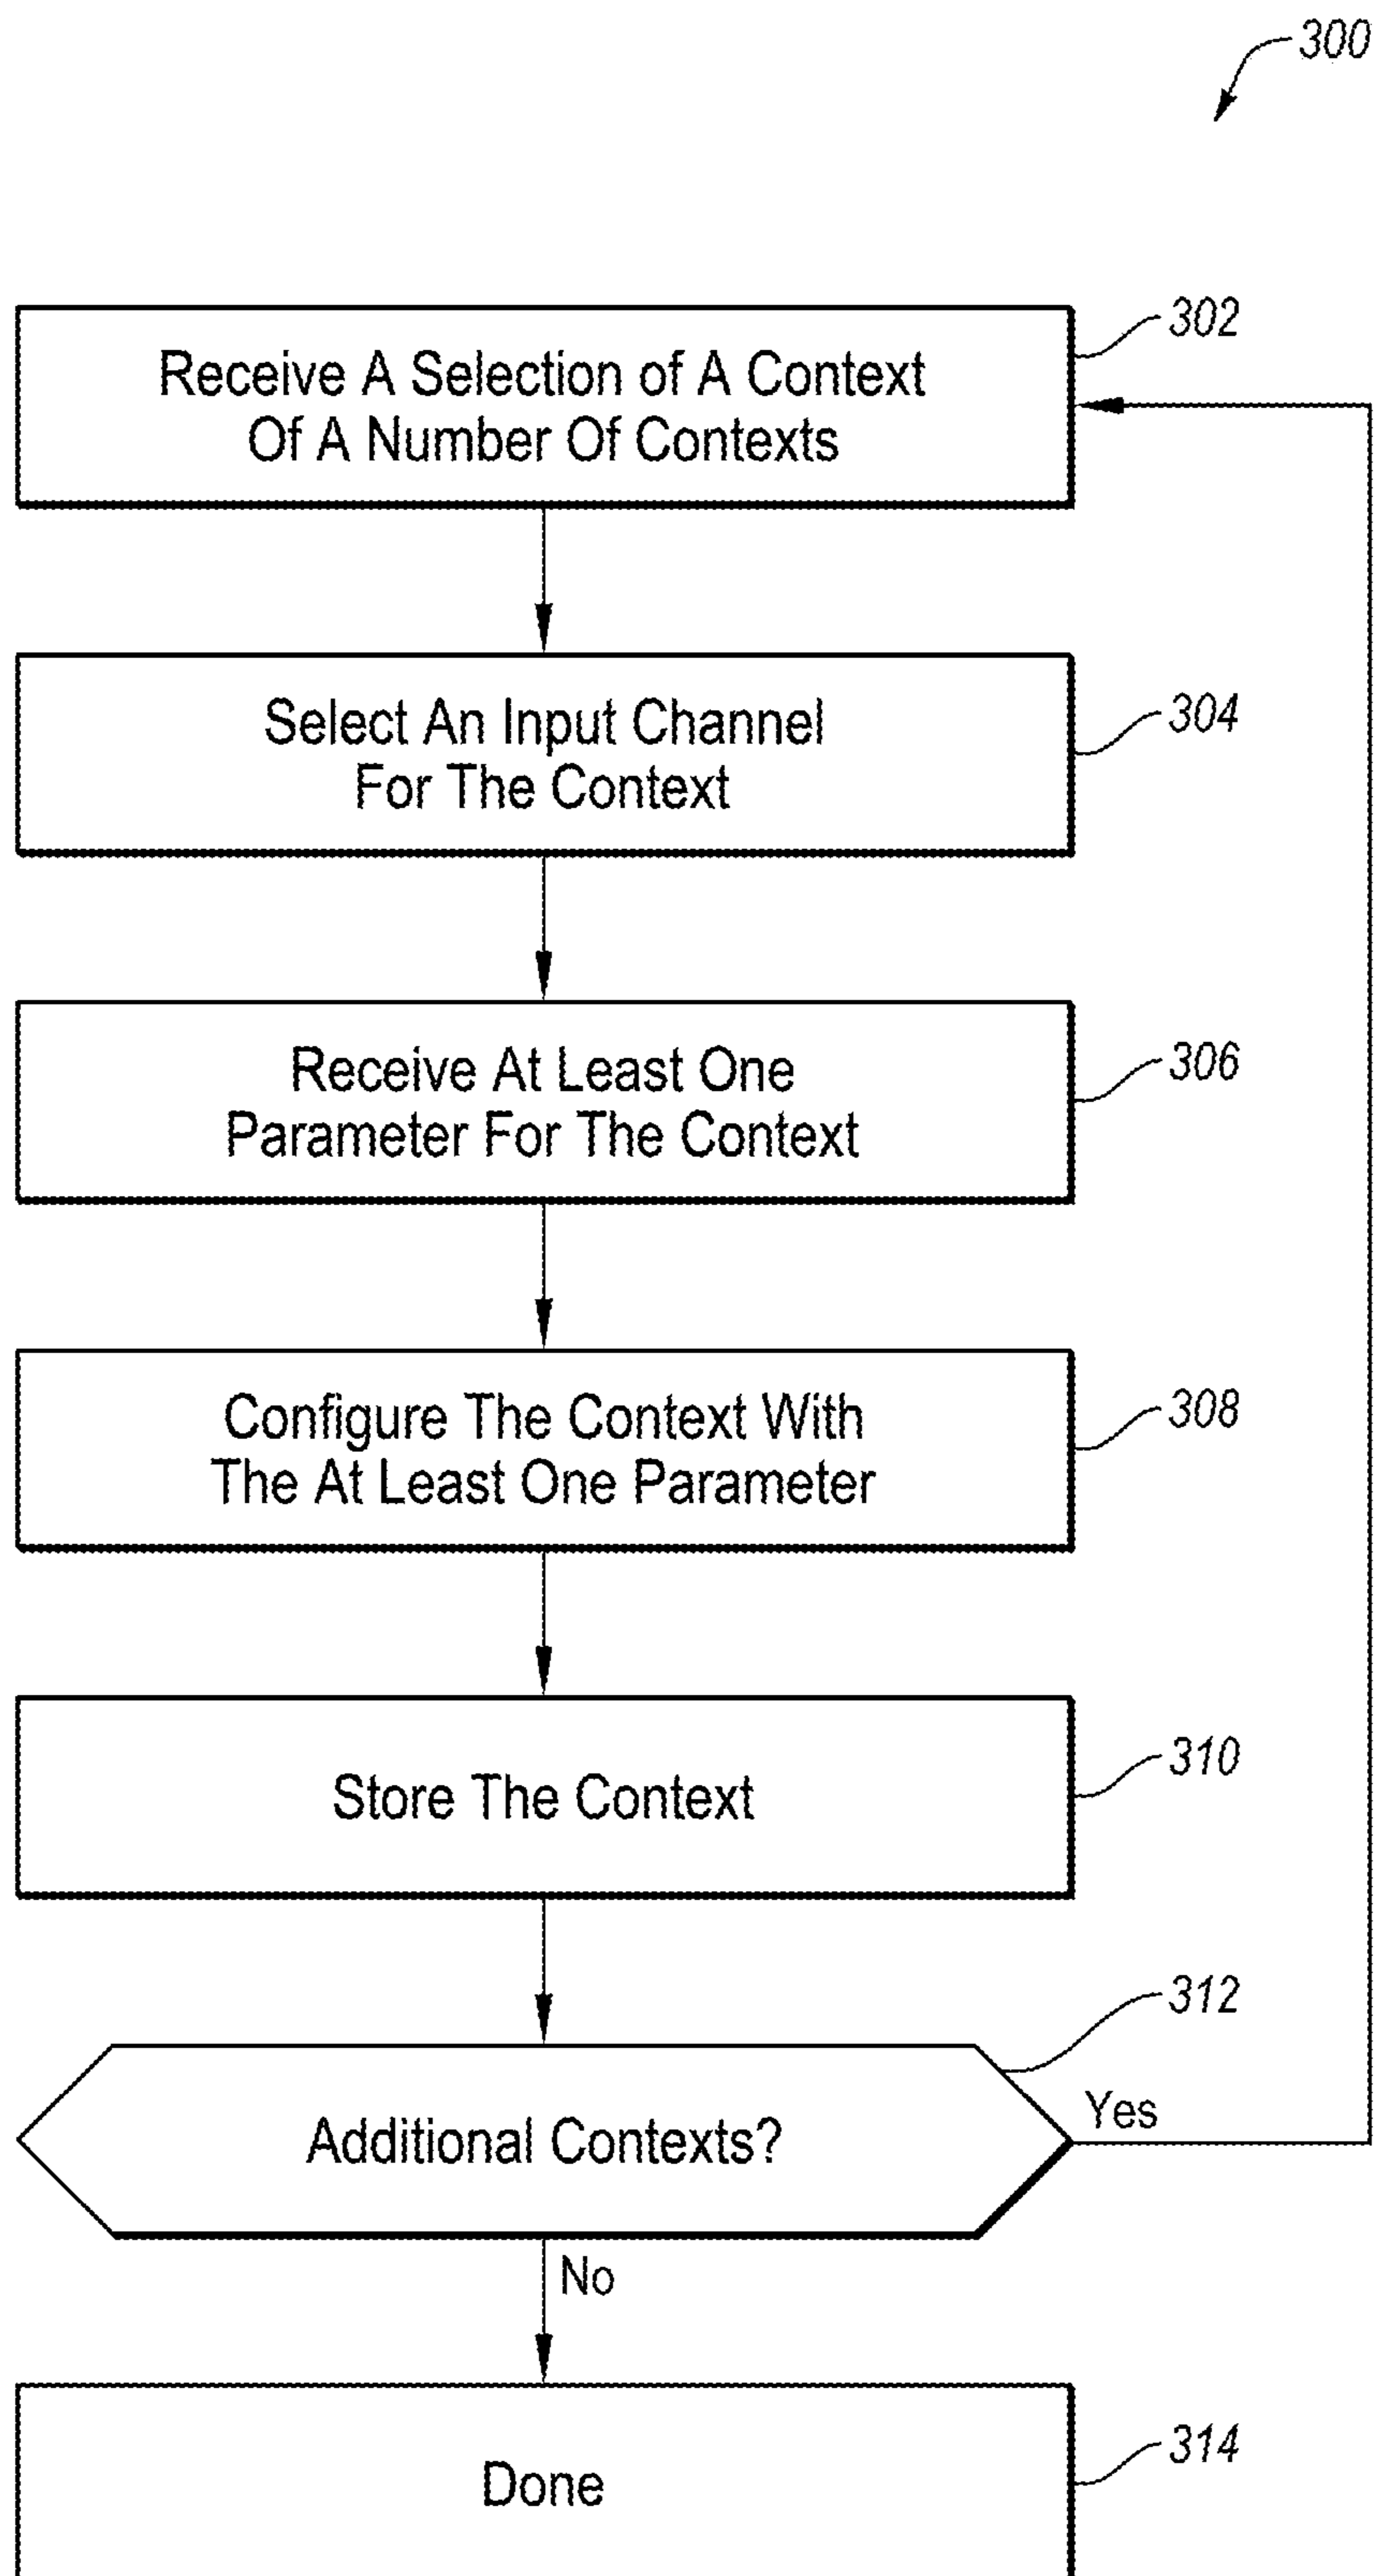 300
302
Receive A Selection of A Context
Of A Number Of Contexts
304
Select An Input Channel
For The Context
306
Receive At Least One
Parameter For The Context
308
Configure The Context With
The At Least One Parameter
310
Store The Context
312
Additional Contexts?
Yes
No
314
Done